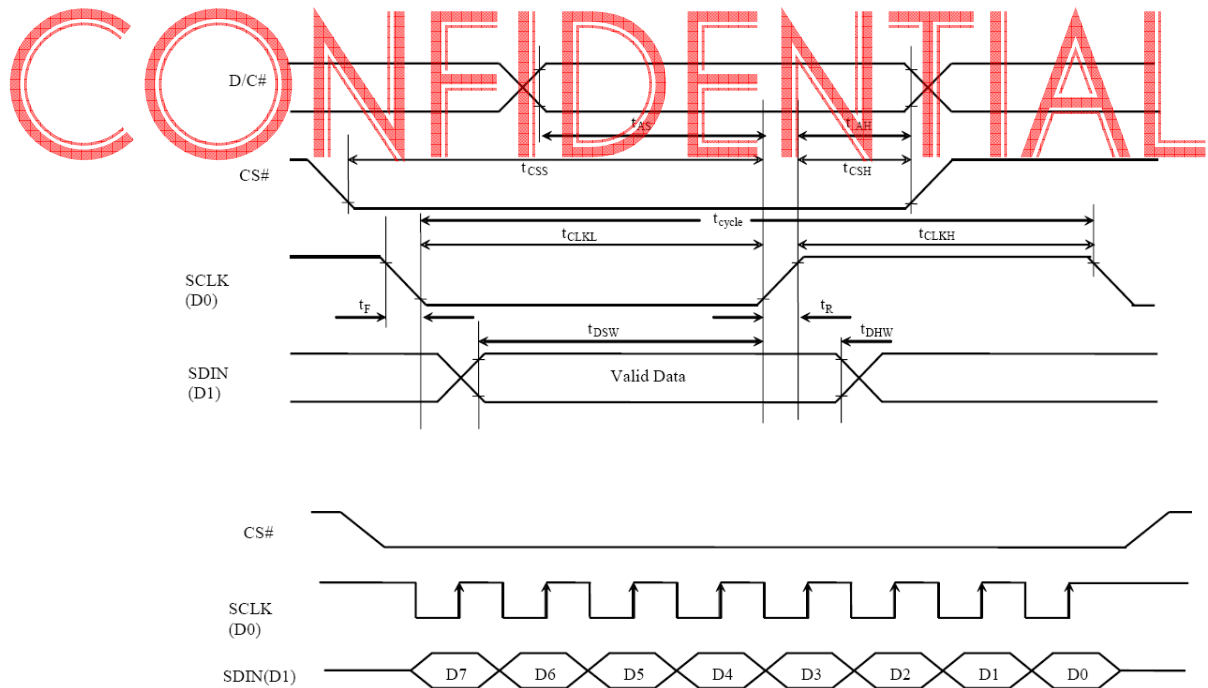 CONFIDENTIAL
D/C#
tAS tAH
tCSS tCSH
CS#
tcycle
tCLKL tCLKH
SCLK
(D0)
tF tR
tDSW tDHW
SDIN
(D1)
Valid Data
CS#
SCLK
(D0)
SDIN(D1) D7 D6 D5 D4 D3 D2 D1 D0